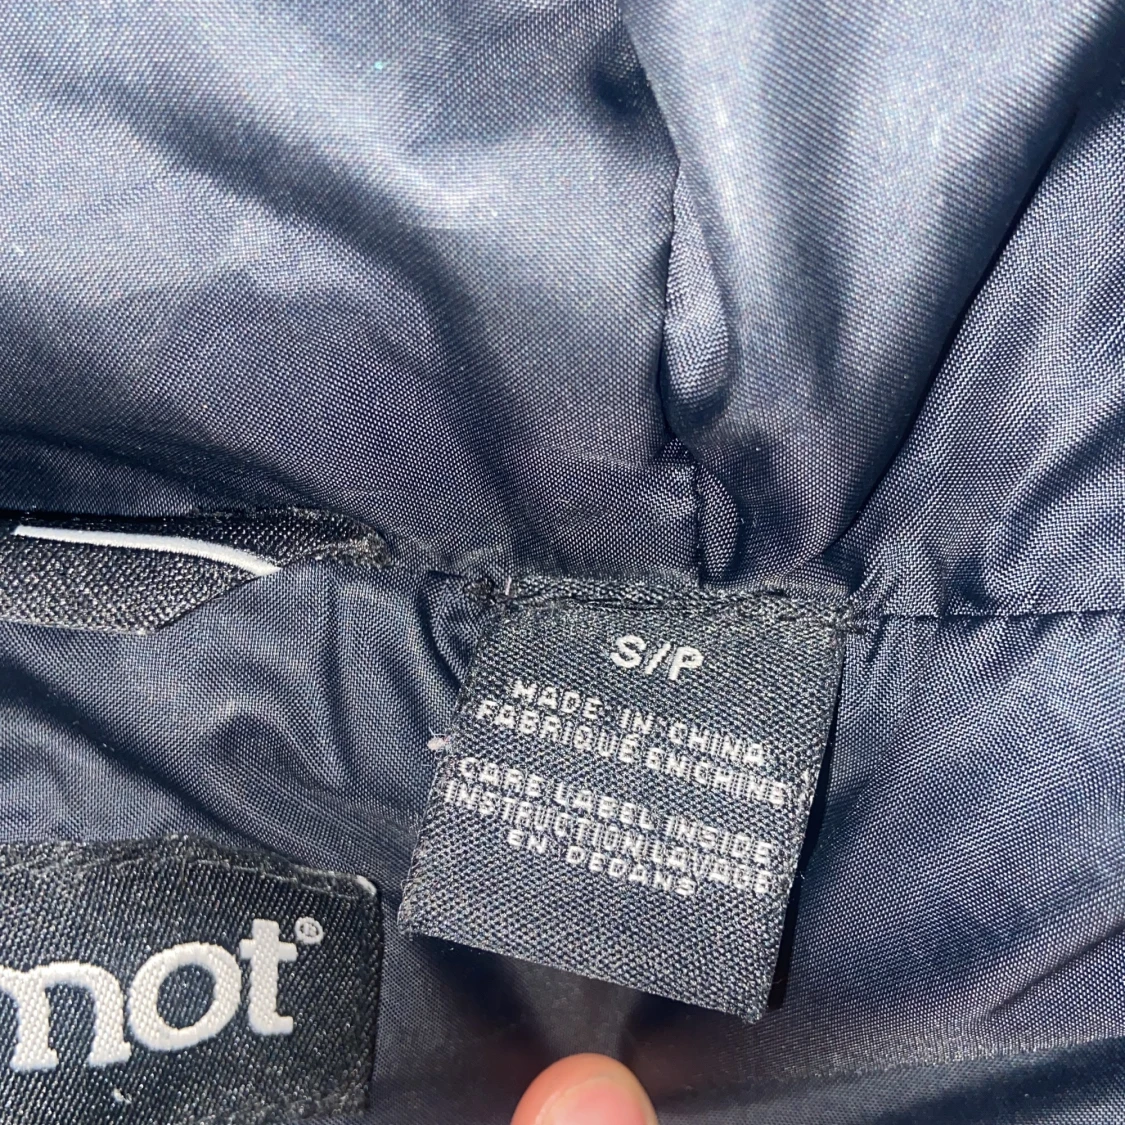 S/P
MADE IN CHINA
FABRIQUÉ EN CHINE
CARE LABEL INSIDE
INSTRUCTION LAVAGE
EN DEDANS
mot®